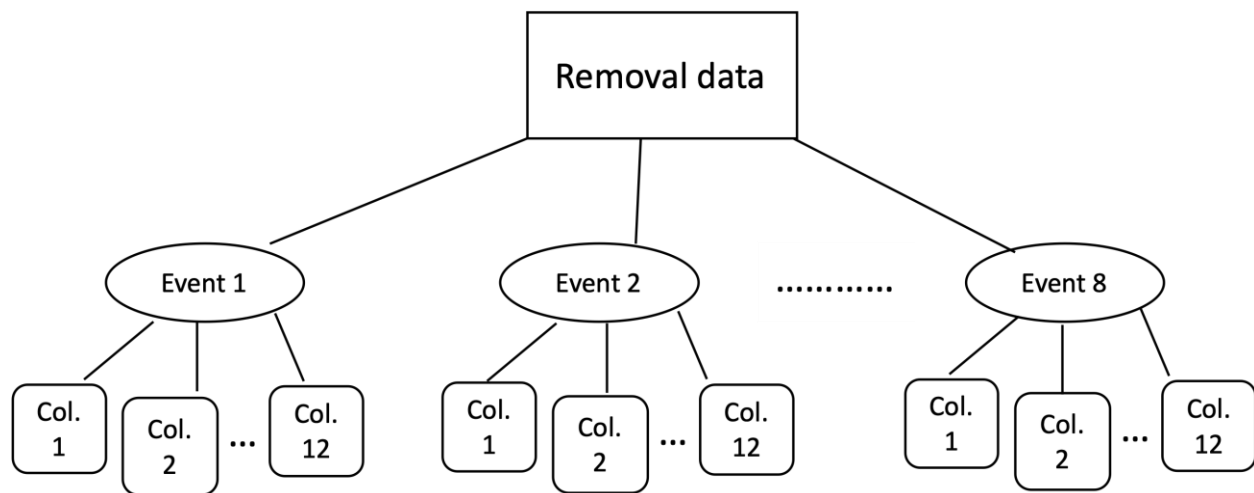 Removal data
Event 1
Event 2
............
Event 8
Col.
1
Col.
2
...
Col.
12
Col.
1
Col.
2
...
Col.
12
Col.
1
Col.
2
...
Col.
12